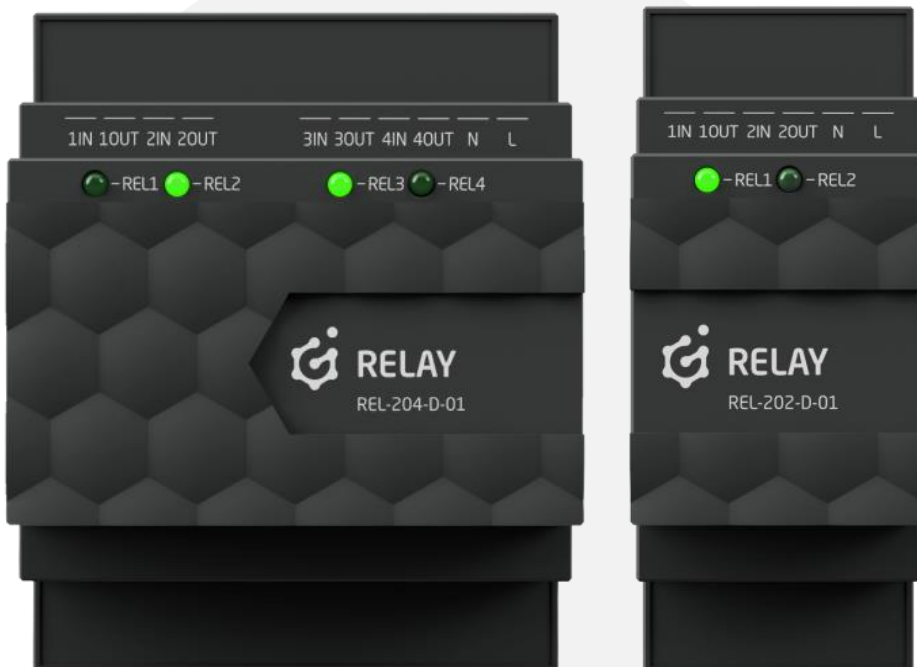 1IN 1OUT 2IN 2OUT 3IN 3OUT 4IN 4OUT N L
-REL1 -REL2 -REL3 -REL4
RELAY
REL-204-D-01
1IN 1OUT 2IN 2OUT N L
-REL1 -REL2
RELAY
REL-202-D-01